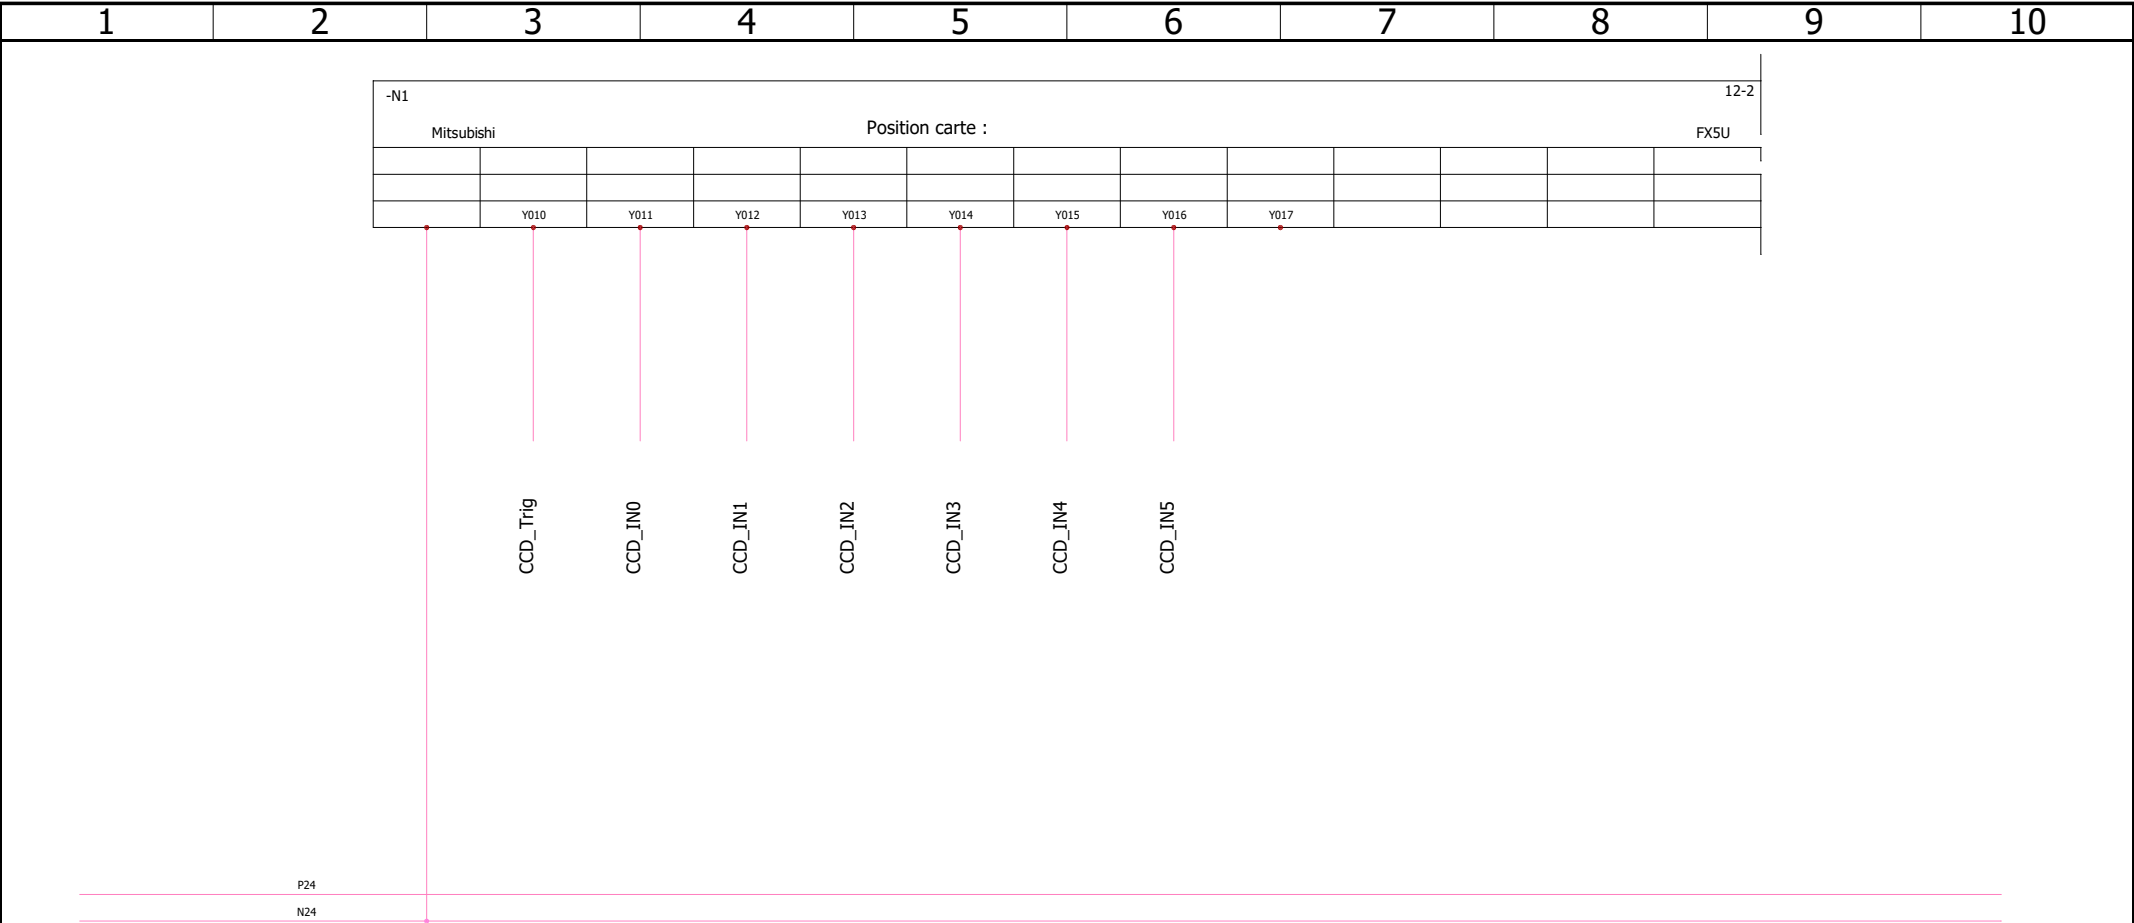 1 2 3 4 5 6 7 8 9 10
-N1 12-2
Mitsubishi Position carte : FX5U
Y010 Y011 Y012 Y013 Y014 Y015 Y016 Y017
CCD_Trig
CCD_IN0
CCD_IN1
CCD_IN2
CCD_IN3
CCD_IN4
CCD_IN5
P24
N24